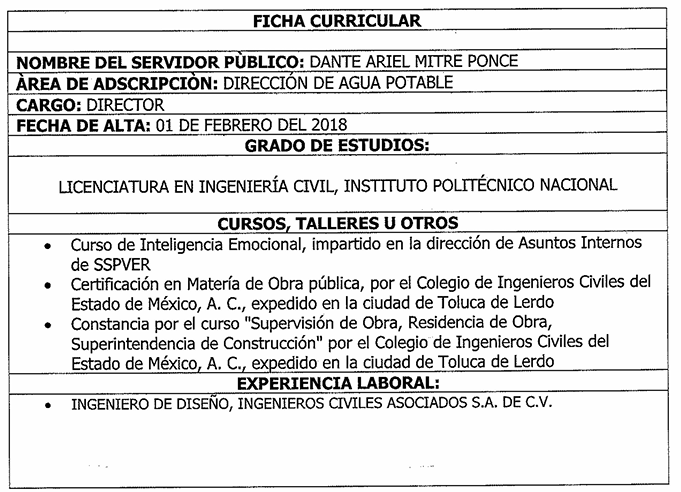 FICHA CURRICULAR
NOMBRE DEL SERVIDOR PÙBLICO: DANTE ARIEL MITRE PONCE
ÀREA DE ADSCRIPCIÒN: DIRECCIÓN DE AGUA POTABLE
CARGO: DIRECTOR
FECHA DE ALTA: 01 DE FEBRERO DEL 2018
GRADO DE ESTUDIOS:
LICENCIATURA EN INGENIERÍA CIVIL, INSTITUTO POLITÉCNICO NACIONAL
CURSOS, TALLERES U OTROS
• Curso de Inteligencia Emocional, impartido en la dirección de Asuntos Internos
de SSPVER
• Certificación en Matería de Obra pública, por el Colegio de Ingenieros Civiles del
Estado de México, A. C., expedido en la ciudad de Toluca de Lerdo
• Constancia por el curso "Supervisión de Obra, Residencia de Obra,
Superintendencia de Construcción" por el Colegio de Ingenieros Civiles del
Estado de México, A. C., expedido en la ciudad de Toluca de Lerdo
EXPERIENCIA LABORAL:
• INGENIERO DE DISEÑO, INGENIEROS CIVILES ASOCIADOS S.A. DE C.V.